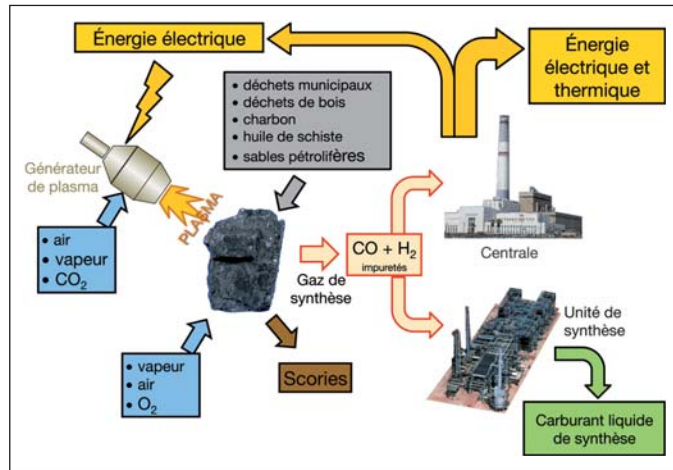 Énergie électrique
Énergie
électrique et
thermique
• déchets municipaux
• déchets de bois
• charbon
• huile de schiste
• sables pétrolifères
Générateur
de plasma
PLASMA
• air
• vapeur
• CO₂
CO + H₂
impuretés
Gaz de
synthèse
Centrale
Unité de
synthèse
• vapeur
• air
• O₂
Scories
Carburant liquide
de synthèse